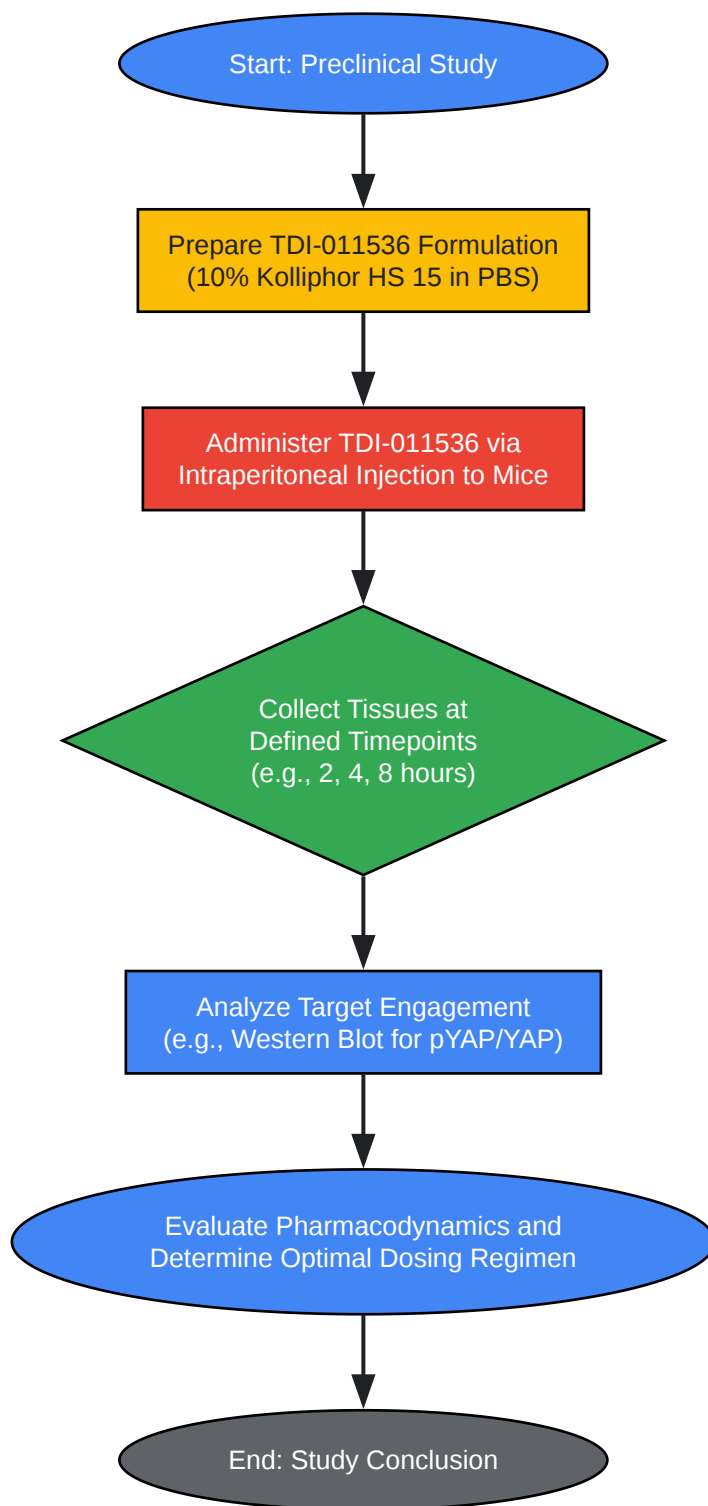 Start: Preclinical Study
Prepare TDI-011536 Formulation
(10% Kolliphor HS 15 in PBS)
Administer TDI-011536 via
Intraperitoneal Injection to Mice
Collect Tissues at
Defined Timepoints
(e.g., 2, 4, 8 hours)
Analyze Target Engagement
(e.g., Western Blot for pYAP/YAP)
Evaluate Pharmacodynamics and
Determine Optimal Dosing Regimen
End: Study Conclusion